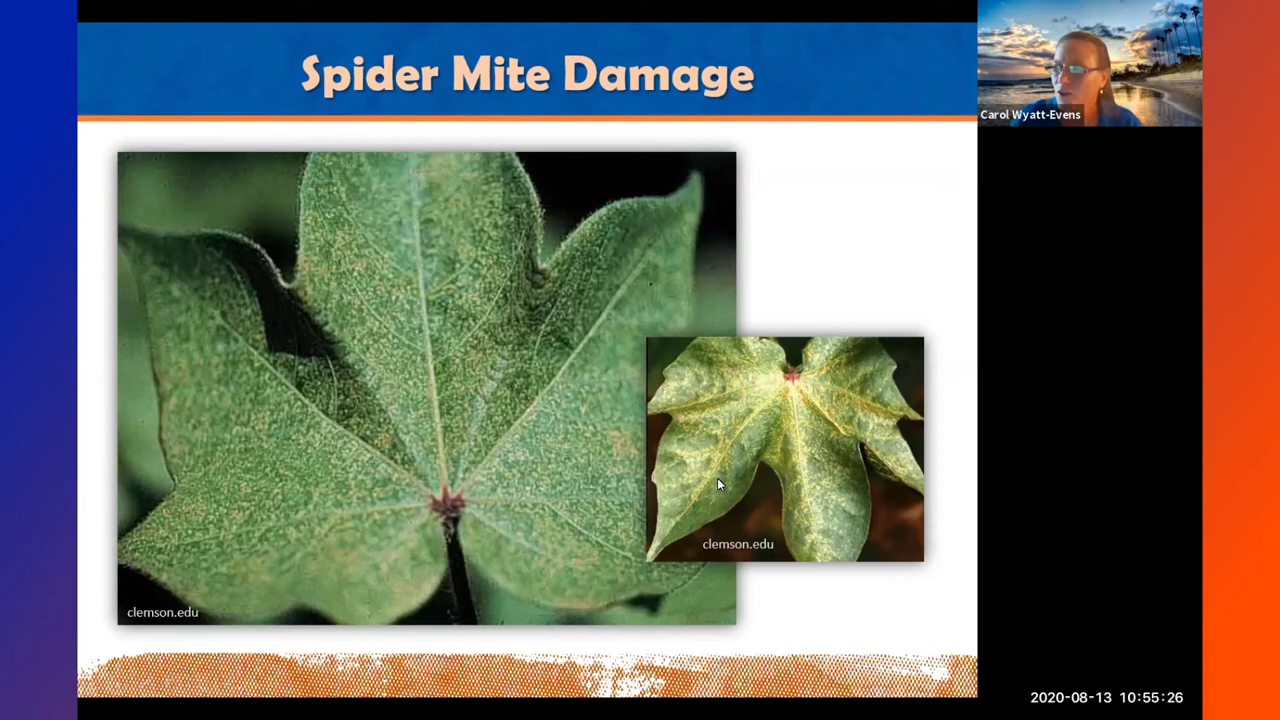 Spider Mite Damage
Carol Wyatt-Evens
clemson.edu
clemson.edu
2020-08-13 10:55:26